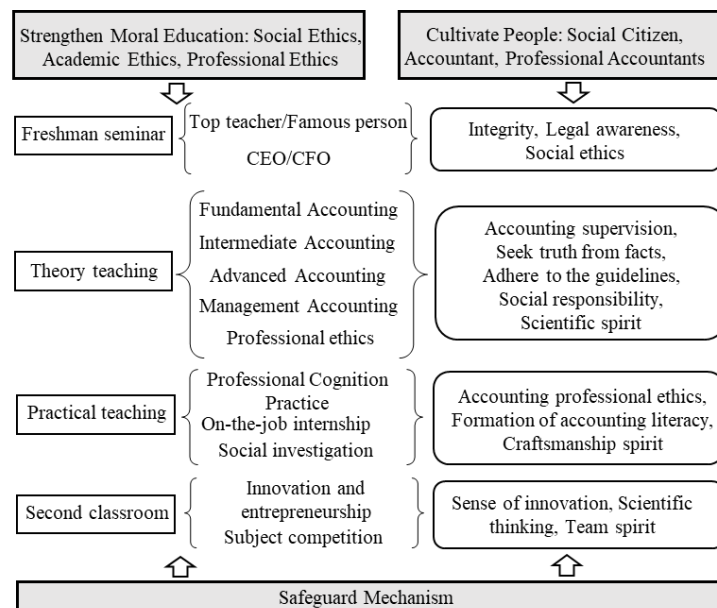 Strengthen Moral Education: Social Ethics,
Academic Ethics, Professional Ethics
Cultivate People: Social Citizen,
Accountant, Professional Accountants
Freshman seminar
Top teacher/Famous person
CEO/CFO
Integrity, Legal awareness,
Social ethics
Theory teaching
Fundamental Accounting
Intermediate Accounting
Advanced Accounting
Management Accounting
Professional ethics
Accounting supervision,
Seek truth from facts,
Adhere to the guidelines,
Social responsibility,
Scientific spirit
Practical teaching
Professional Cognition
Practice
On-the-job internship
Social investigation
Accounting professional ethics,
Formation of accounting literacy,
Craftsmanship spirit
Second classroom
Innovation and
entrepreneurship
Subject competition
Sense of innovation, Scientific
thinking, Team spirit
Safeguard Mechanism